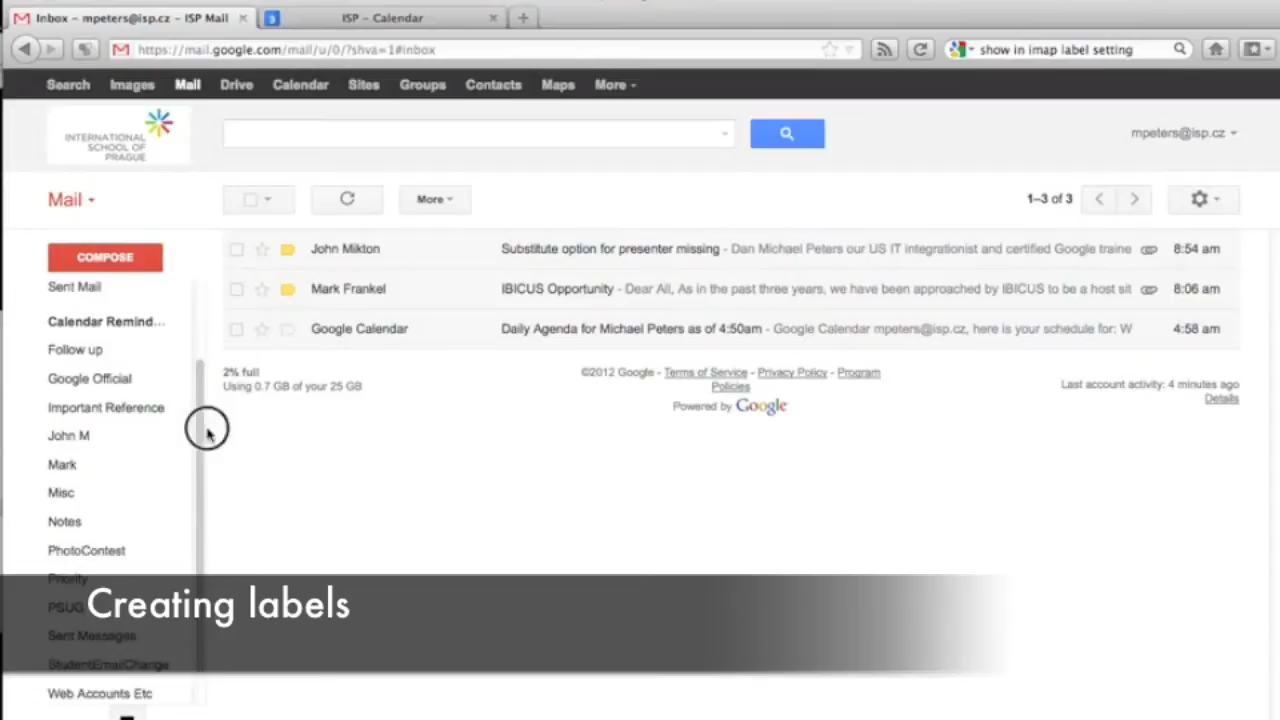 Inbox – mpeters@isp.cz – ISP Mail
ISP – Calendar
https://mail.google.com/mail/u/0/?shva=1#inbox
show in imap label setting
Search Images Mail Drive Calendar Sites Groups Contacts Maps More
INTERNATIONAL
SCHOOL OF
PRAGUE
mpeters@isp.cz
Mail
More
1–3 of 3
COMPOSE
Sent Mail
Calendar Remind...
Follow up
Google Official
Important Reference
John M
Mark
Misc
Notes
PhotoContest
Priority
PSUG
Sent Messages
StudentEmailChange
Web Accounts Etc
John Mikton Substitute option for presenter missing - Dan Michael Peters our US IT integrationist and certified Google traine 8:54 am
Mark Frankel IBICUS Opportunity - Dear All, As in the past three years, we have been approached by IBICUS to be a host sit 8:06 am
Google Calendar Daily Agenda for Michael Peters as of 4:50am - Google Calendar mpeters@isp.cz, here is your schedule for: W 4:58 am
2% full
Using 0.7 GB of your 25 GB
©2012 Google - Terms of Service - Privacy Policy - Program
Policies
Powered by Google
Last account activity: 4 minutes ago
Details
Creating labels